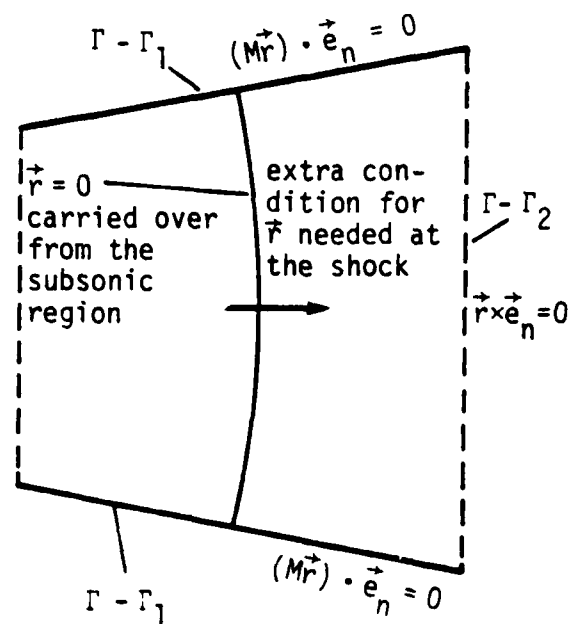 Γ - Γ₁
(Mr⃗) · e⃗ₙ = 0
r⃗ = 0
carried over
from the
subsonic
region
extra con-
dition for
r⃗ needed at
the shock
Γ - Γ₂
r⃗×e⃗ₙ=0
(Mr⃗) · e⃗ₙ = 0
Γ - Γ₁